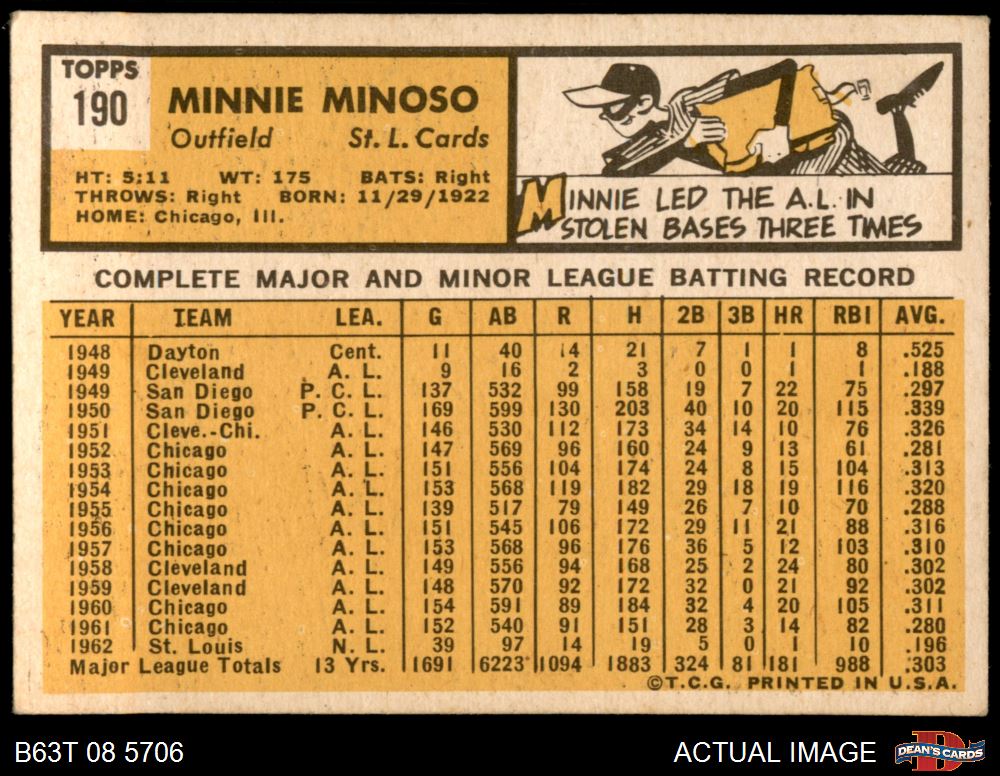 TOPPS
190
MINNIE MINOSO
Outfield St. L. Cards
HT: 5:11 WT: 175 BATS: Right
THROWS: Right BORN: 11/29/1922
HOME: Chicago, Ill.
MINNIE LED THE A.L. IN
STOLEN BASES THREE TIMES
COMPLETE MAJOR AND MINOR LEAGUE BATTING RECORD
YEAR TEAM LEA. G AB R H 2B 3B HR RBI AVG.
1948 Dayton Cent. 11 40 14 21 7 1 1 8 .525
1949 Cleveland A. L. 9 16 2 3 0 0 1 1 .188
1949 San Diego P. C. L. 137 532 99 158 19 7 22 75 .297
1950 San Diego P. C. L. 169 599 130 203 40 10 20 115 .339
1951 Cleve.-Chi. A. L. 146 530 112 173 34 14 10 76 .326
1952 Chicago A. L. 147 569 96 160 24 9 13 61 .281
1953 Chicago A. L. 151 556 104 174 24 8 15 104 .313
1954 Chicago A. L. 153 568 119 182 29 18 19 116 .320
1955 Chicago A. L. 139 517 79 149 26 7 10 70 .288
1956 Chicago A. L. 151 545 106 172 29 11 21 88 .316
1957 Chicago A. L. 153 568 96 176 36 5 12 103 .310
1958 Cleveland A. L. 149 556 94 168 25 2 24 80 .302
1959 Cleveland A. L. 148 570 92 172 32 0 21 92 .302
1960 Chicago A. L. 154 591 89 184 32 4 20 105 .311
1961 Chicago A. L. 152 540 91 151 28 3 14 82 .280
1962 St. Louis N. L. 39 97 14 19 5 0 1 10 .196
Major League Totals 13 Yrs. 1691 6223 1094 1883 324 81 181 988 .303
©T.C.G. PRINTED IN U.S.A.
B63T 08 5706 ACTUAL IMAGE DEAN'S CARDS